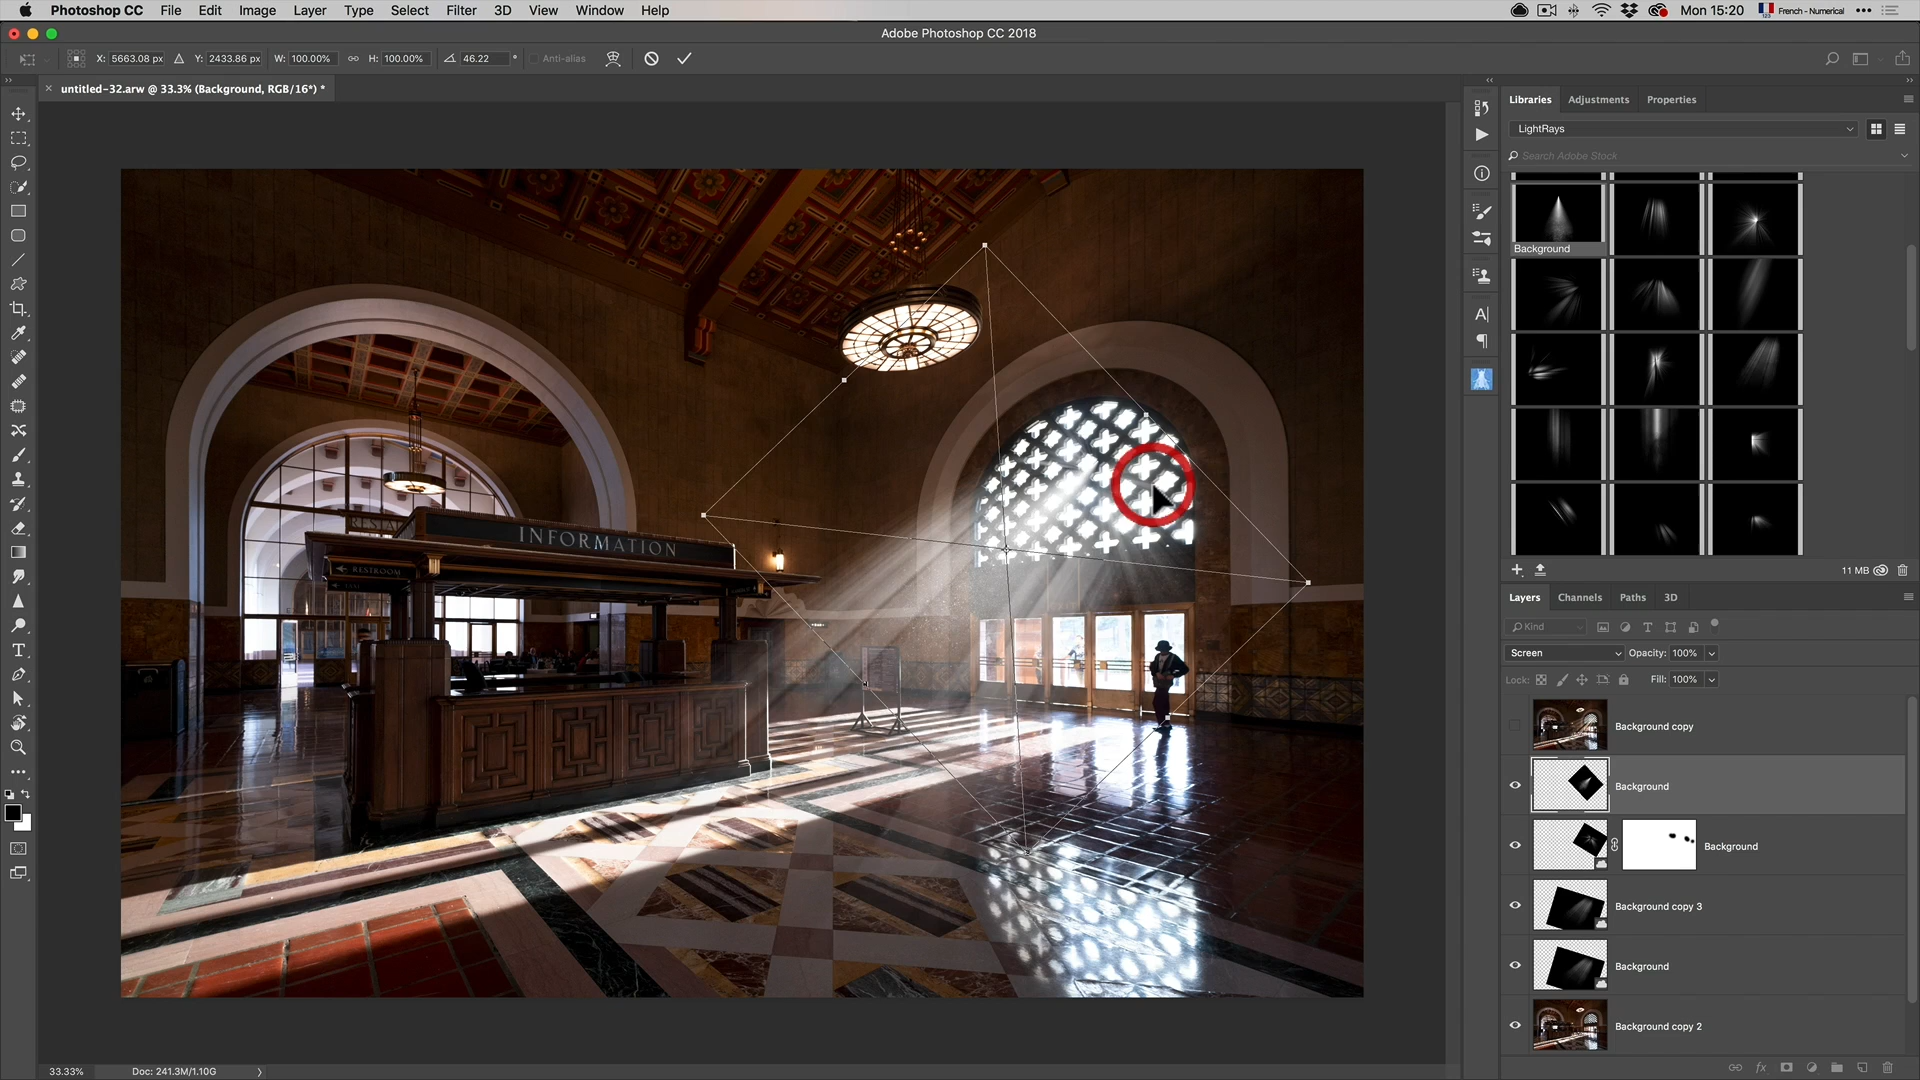 Photoshop CC File Edit Image Layer Type Select Filter 3D View Window Help Mon 15:20 123 French - Numerical
Adobe Photoshop CC 2018
X: 5663.08 px Y: 2433.86 px W: 100.00% H: 100.00% 46.22 ° Anti-alias
untitled-32.arw @ 33.3% (Background, RGB/16*) *
Libraries Adjustments Properties
LightRays
Search Adobe Stock
Background
RESTA
INFORMATION
RESTROOM
11 MB
Layers Channels Paths 3D
Kind
Screen Opacity: 100%
Lock: Fill: 100%
Background copy
Background
Background
Background copy 3
Background
Background copy 2
33.33% Doc: 241.3M/1.10G